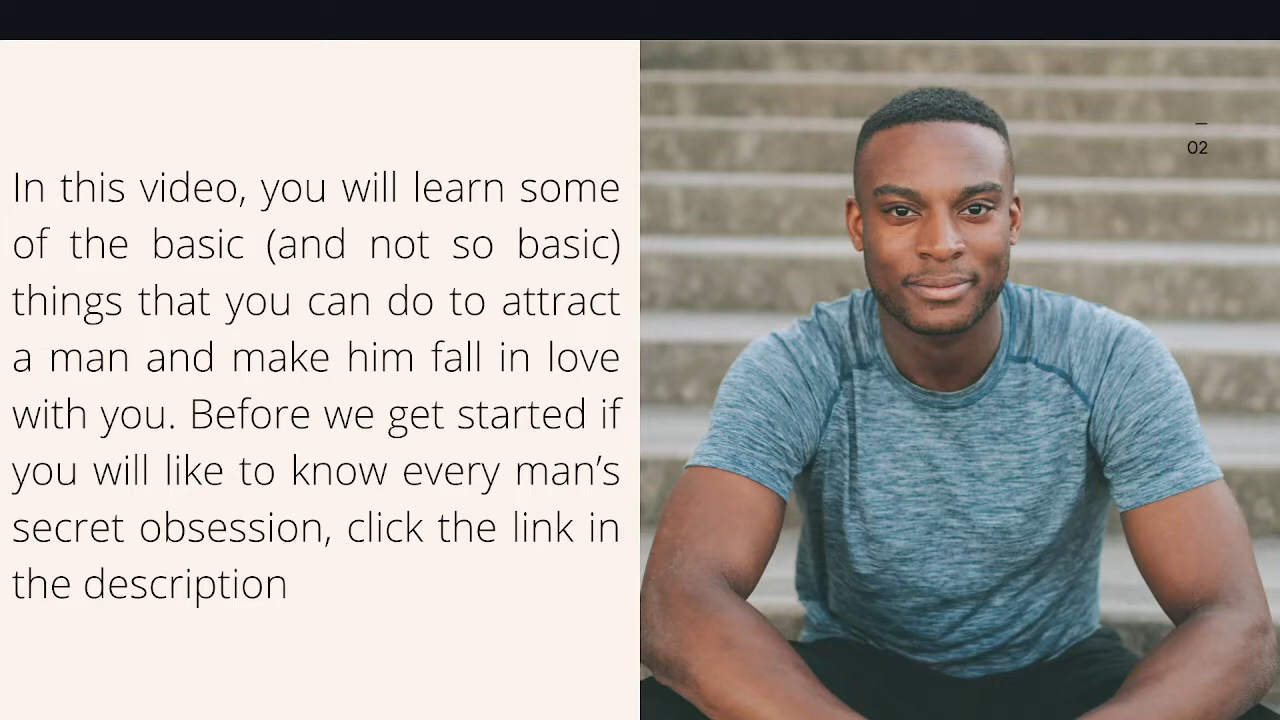 In this video, you will learn some
of the basic (and not so basic)
things that you can do to attract
a man and make him fall in love
with you. Before we get started if
you will like to know every man’s
secret obsession, click the link in
the description
—
02